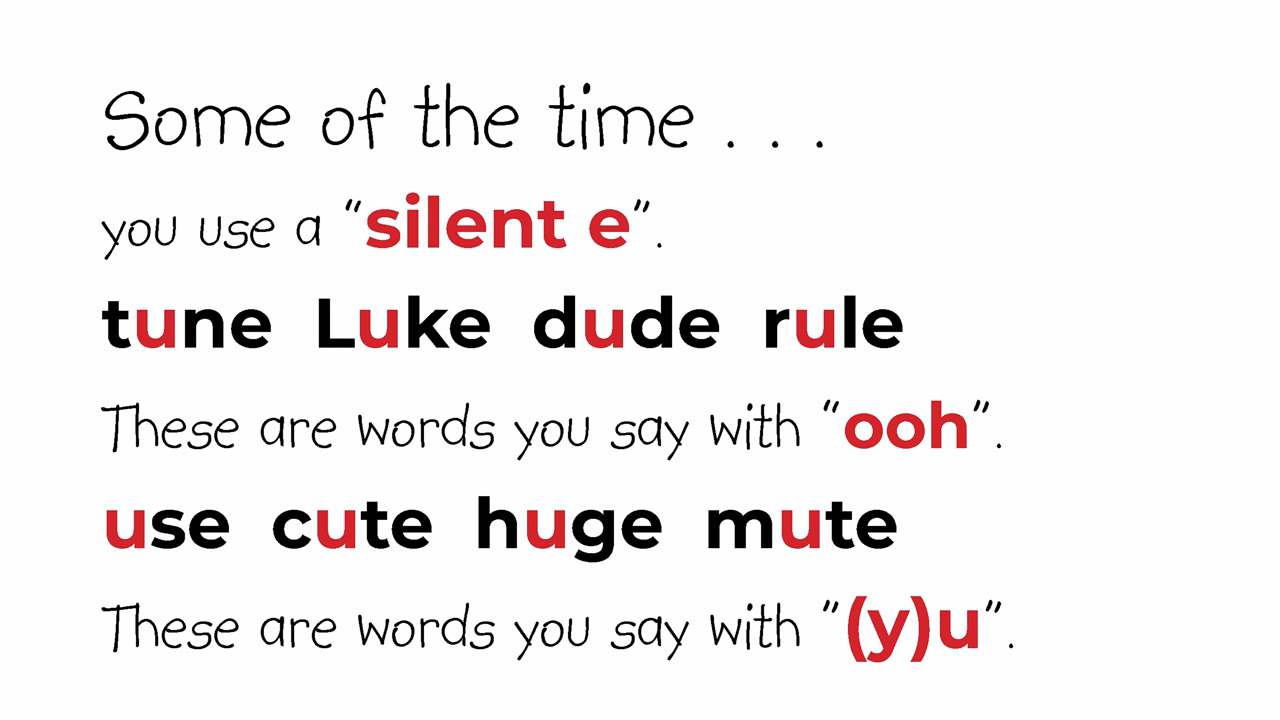 Some of the time . . .
you use a "silent e".
tune Luke dude rule
These are words you say with "ooh".
use cute huge mute
These are words you say with "(y)u".